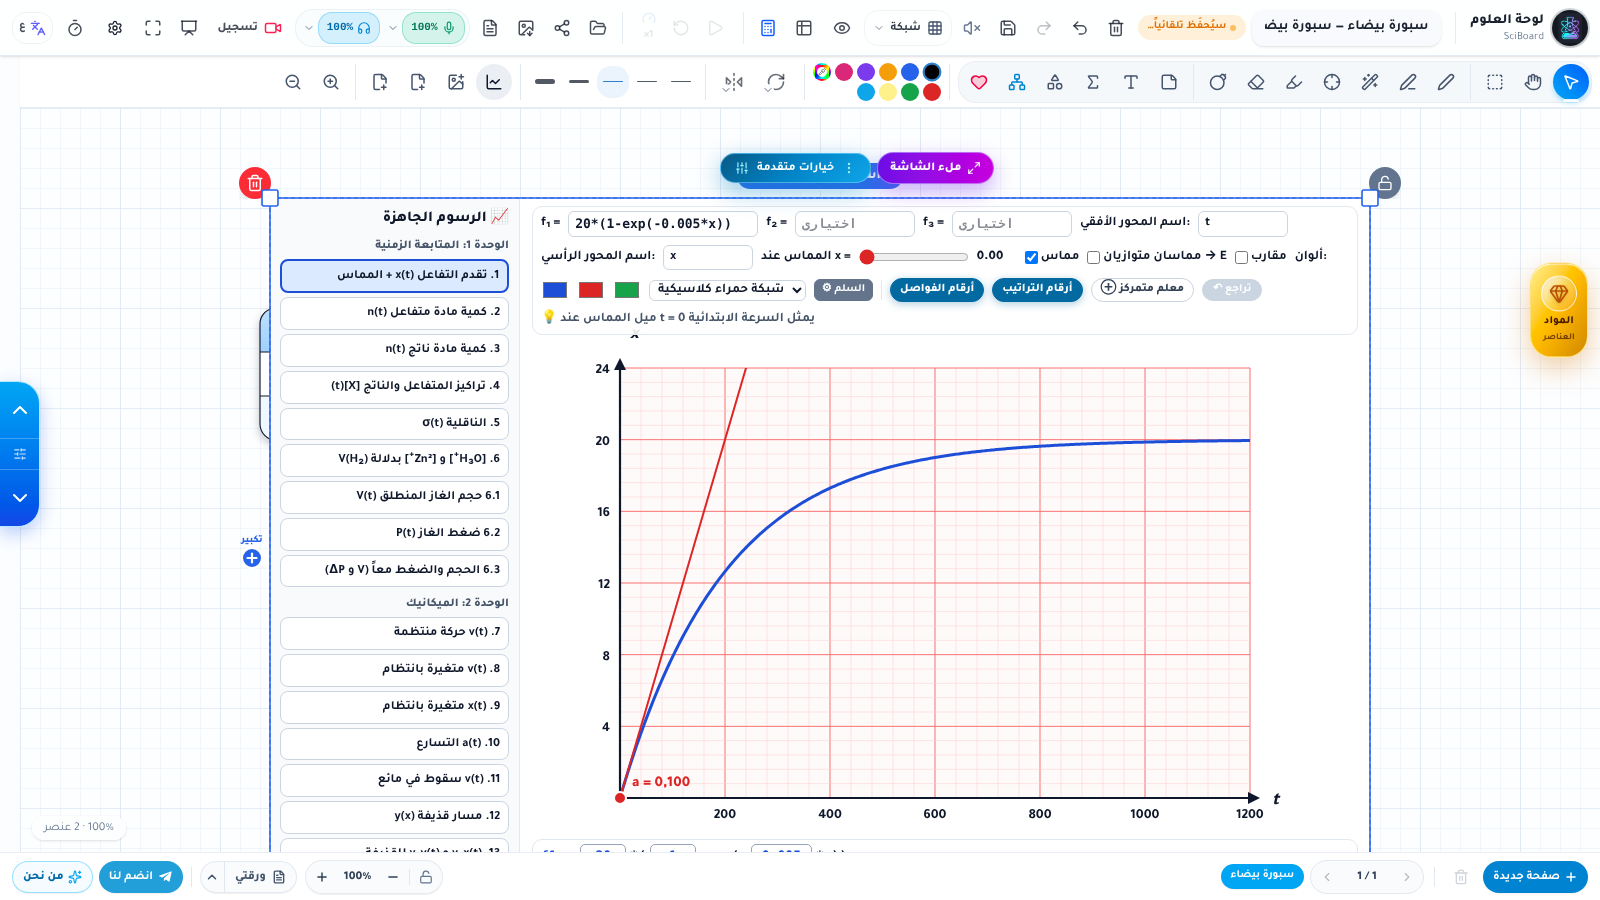 لوحة العلوم
SciBoard
سبورة بيضاء – سبورة بيض
سيُحفَظ تلقائياً...
شبكة
x1
100%
100%
تسجيل
ع
ملء الشاشة
خيارات متقدمة
f₁ = 20*(1-exp(-0.005*x)) f₂ = اختياري f₃ = اختياري اسم المحور الأفقي: t
اسم المحور الرأسي: x المماس عند x = 0.00 مماس مماسان متوازيان → E مقارب ألوان:
شبكة حمراء كلاسيكية السلم ⚙ أرقام الفواصل أرقام التراتيب معلم متمركز تراجع ↶
💡 ميل المماس عند t = 0 يمثل السرعة الابتدائية
📈 الرسوم الجاهزة
الوحدة 1: المتابعة الزمنية
1. تقدم التفاعل x(t) + المماس
2. كمية مادة متفاعل n(t)
3. كمية مادة ناتج n(t)
4. تراكيز المتفاعل والناتج [X](t)
5. الناقلية σ(t)
6. [H₃O⁺] و [Zn²⁺] بدلالة V(H₂)
6.1 حجم الغاز المنطلق V(t)
6.2 ضغط الغاز P(t)
6.3 الحجم والضغط معاً (V و ΔP)
الوحدة 2: الميكانيك
7. v(t) حركة منتظمة
8. v(t) متغيرة بانتظام
9. x(t) متغيرة بانتظام
10. a(t) التسارع
11. v(t) سقوط في مائع
12. مسار قذيفة y(x)
24
20
16
12
8
4
a = 0,100
200 400 600 800 1000 1200 t
المواد
العناصر
تكبير
100% · 2 عنصر
صفحة جديدة
1 / 1
سبورة بيضاء
100%
ورقتي
انضم لنا
من نحن